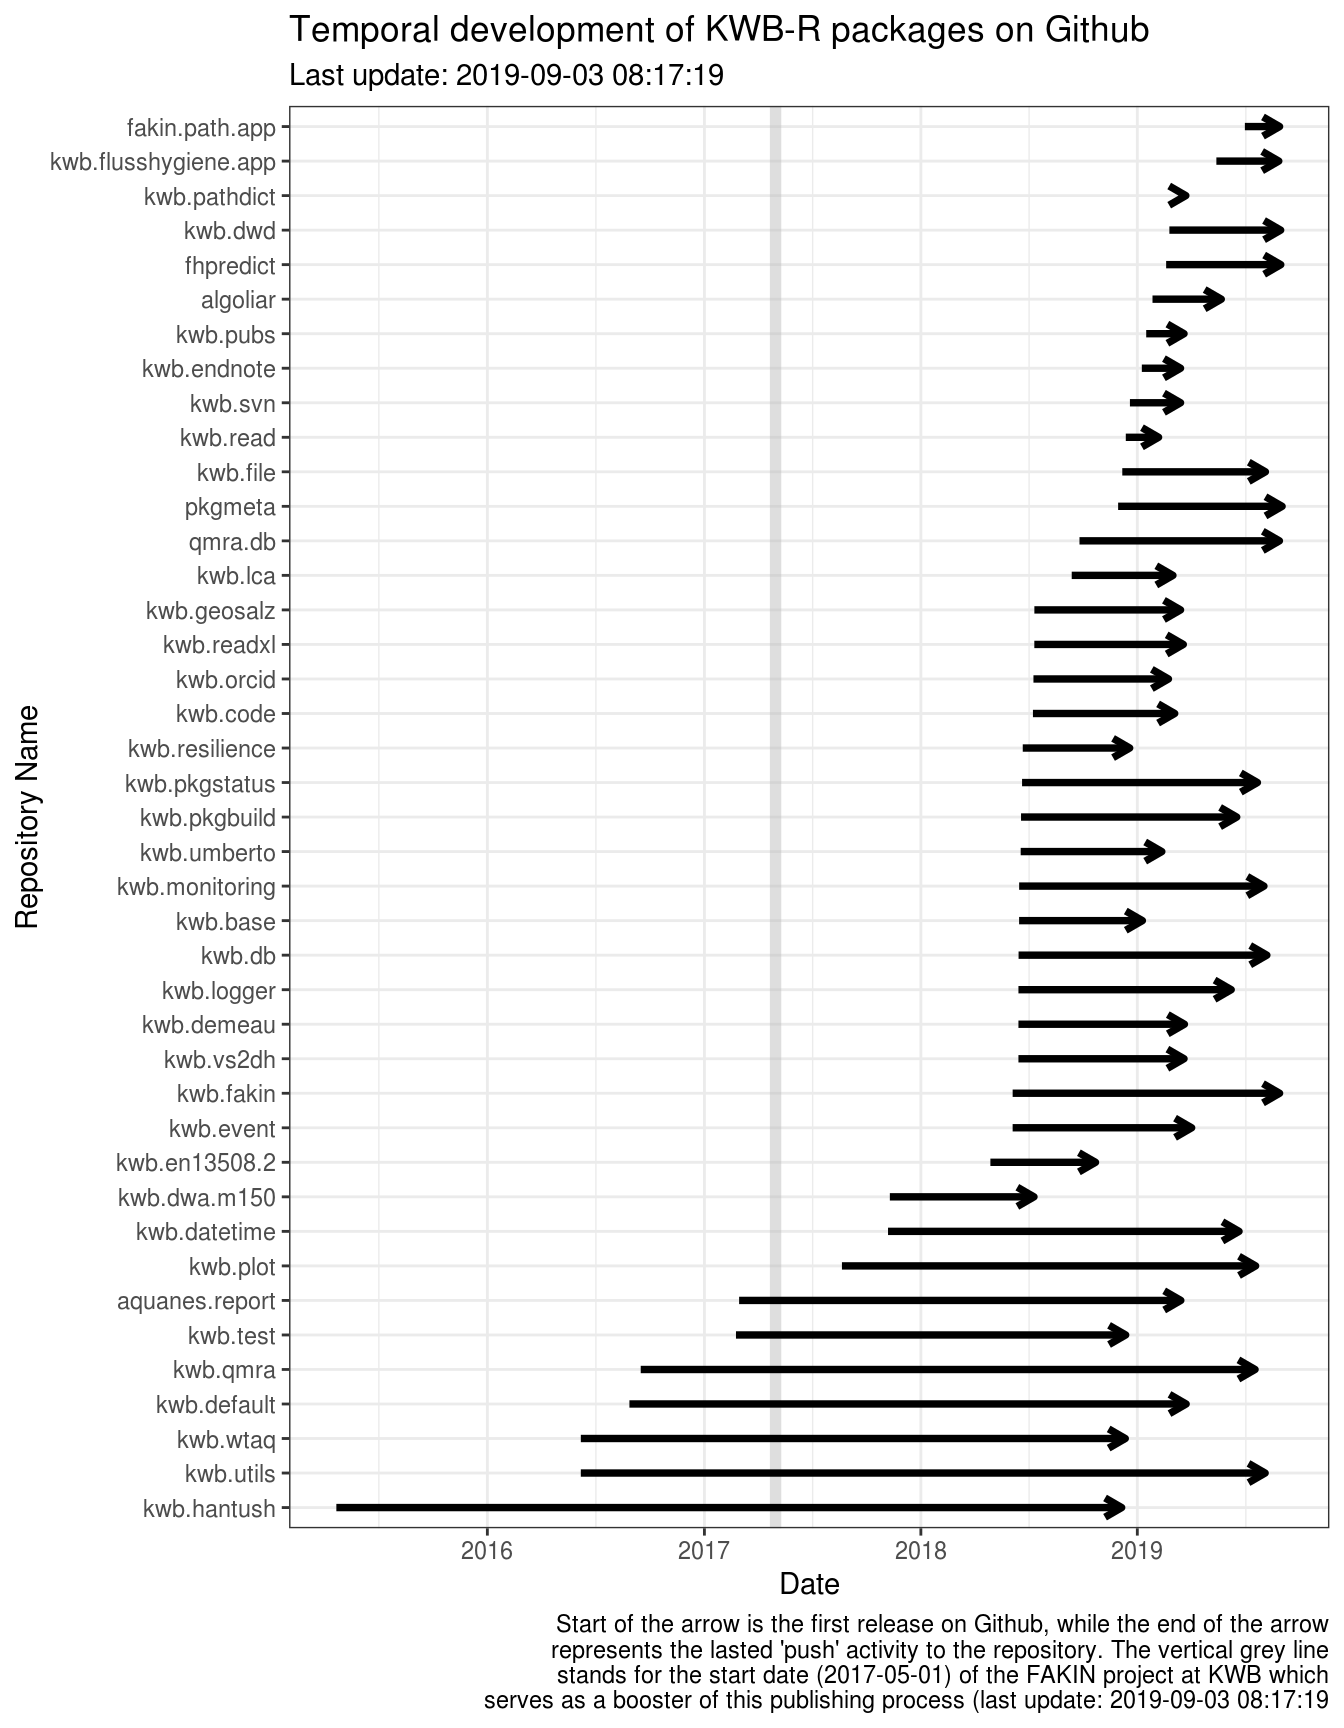 Temporal development of KWB-R packages on Github
Last update: 2019-09-03 08:17:19
fakin.path.app
kwb.flusshygiene.app
kwb.pathdict
kwb.dwd
fhpredict
algoliar
kwb.pubs
kwb.endnote
kwb.svn
kwb.read
kwb.file
pkgmeta
qmra.db
kwb.lca
kwb.geosalz
kwb.readxl
kwb.orcid
kwb.code
kwb.resilience
kwb.pkgstatus
kwb.pkgbuild
kwb.umberto
kwb.monitoring
kwb.base
kwb.db
kwb.logger
kwb.demeau
kwb.vs2dh
kwb.fakin
kwb.event
kwb.en13508.2
kwb.dwa.m150
kwb.datetime
kwb.plot
aquanes.report
kwb.test
kwb.qmra
kwb.default
kwb.wtaq
kwb.utils
kwb.hantush
Repository Name
2016 2017 2018 2019
Date
Start of the arrow is the first release on Github, while the end of the arrow
represents the lasted 'push' activity to the repository. The vertical grey line
stands for the start date (2017-05-01) of the FAKIN project at KWB which
serves as a booster of this publishing process (last update: 2019-09-03 08:17:19